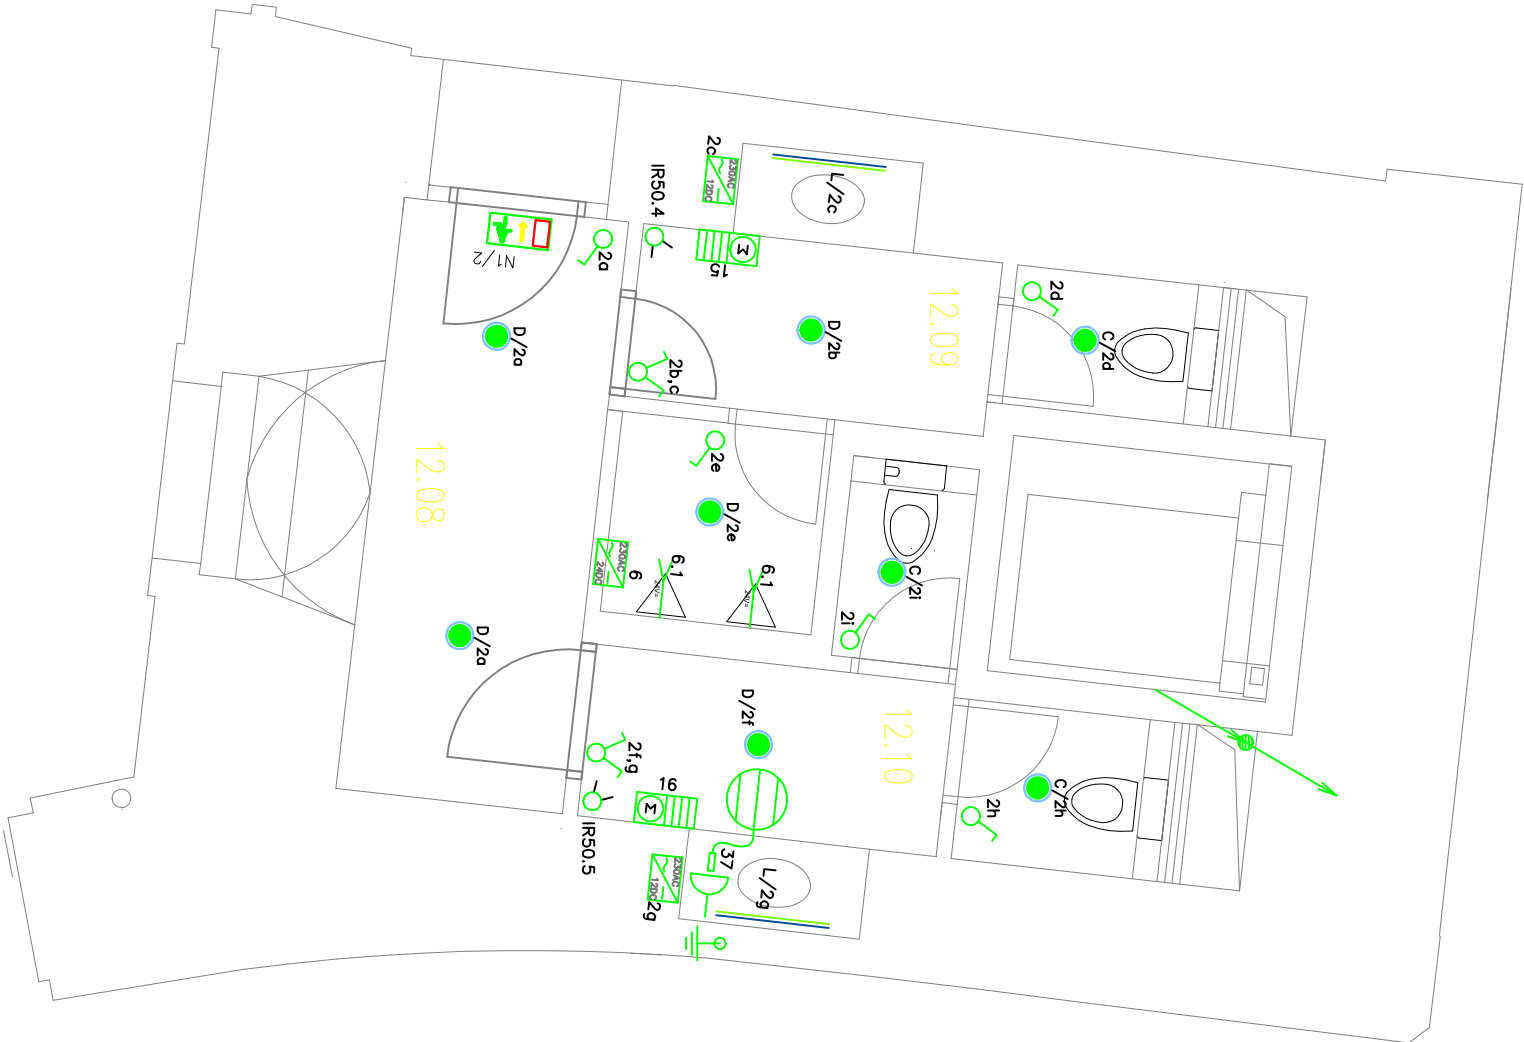 2c
230AC
12DC
L/2c
IR50.4
N1/2
2a
M
15
D/2a
D/2b
12.09
2d
C/2d
2b,c
12.08
2e
D/2e
230AC
24DC
6
6.1
24V=
6.1
24V=
C/2i
2i
D/2a
D/2f
12.10
2f,g
16
M
IR50.5
C/2h
2h
37
230AC
12DC
2g
L/2g